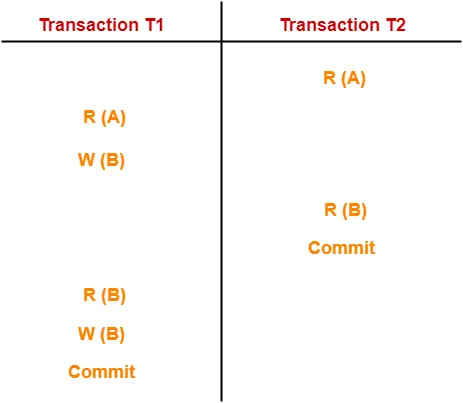 Transaction T1 Transaction T2
R (A)
R (A)
W (B)
R (B)
Commit
R (B)
W (B)
Commit